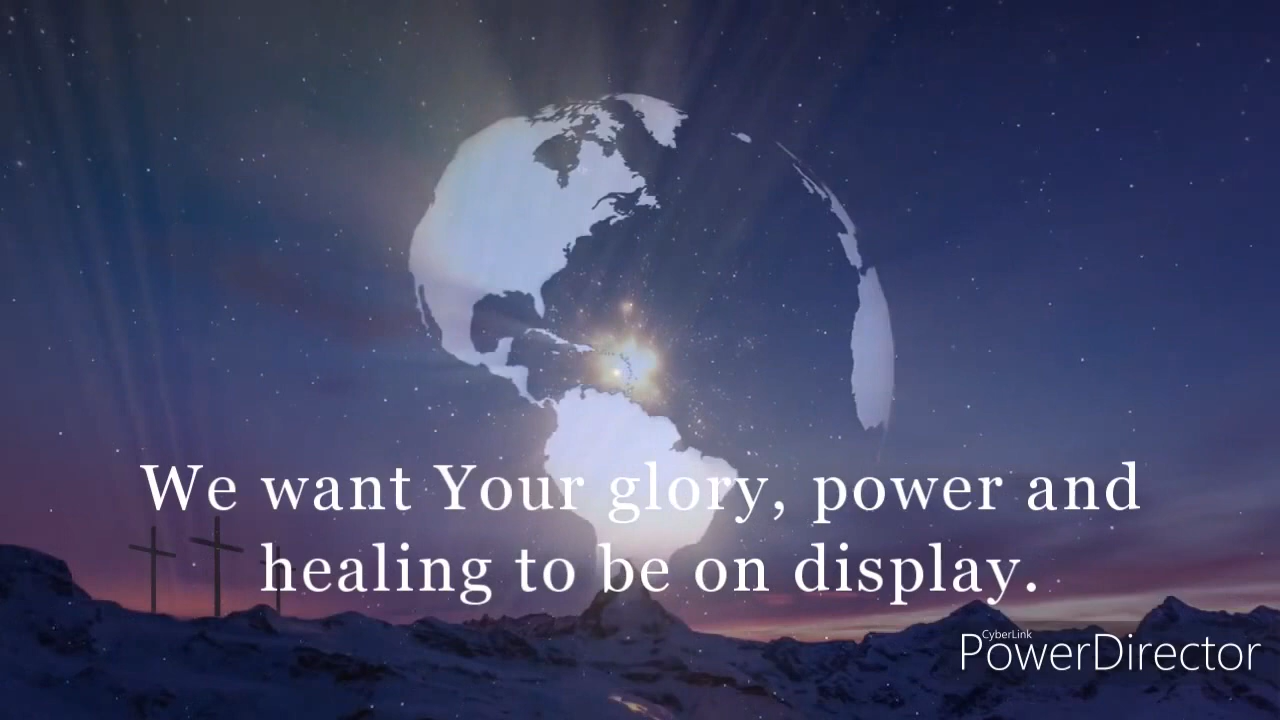 We want Your glory, power and
healing to be on display.
CyberLink
PowerDirector